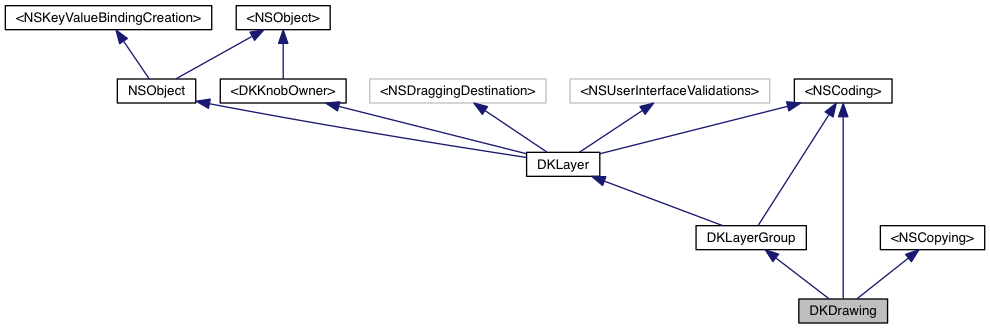 <NSKeyValueBindingCreation>
<NSObject>
NSObject
<DKKnobOwner>
<NSDraggingDestination>
<NSUserInterfaceValidations>
<NSCoding>
DKLayer
DKLayerGroup
<NSCopying>
DKDrawing